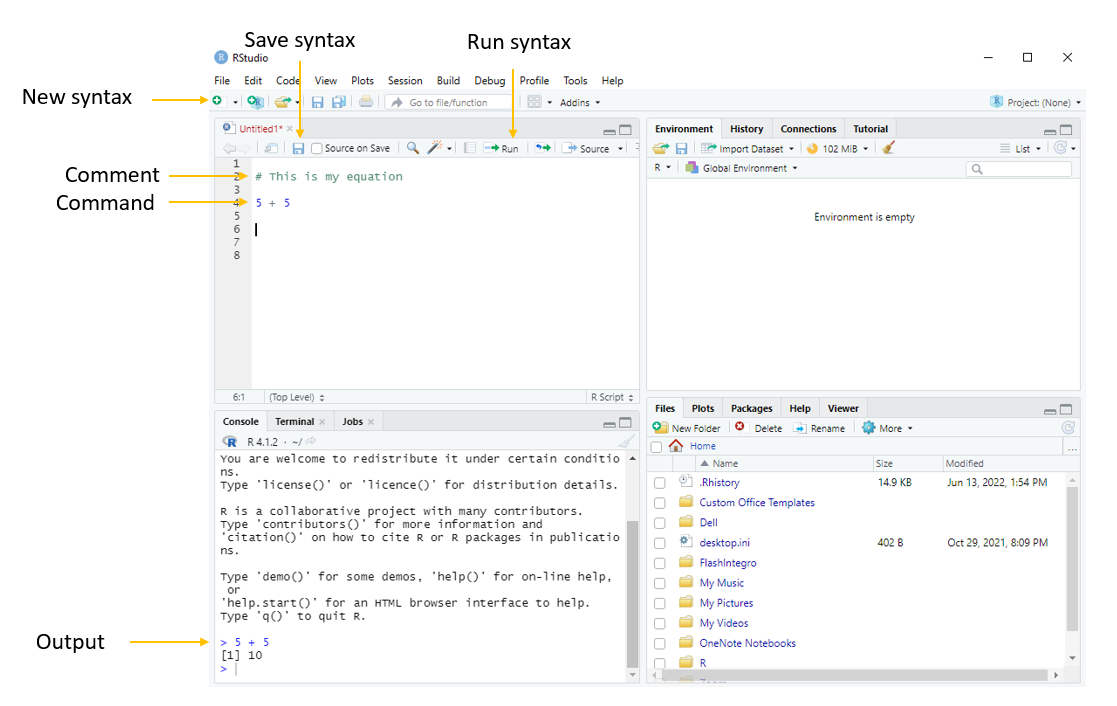 Save syntax
Run syntax
New syntax
Comment
Command
Output
R RStudio
File Edit Code View Plots Session Build Debug Profile Tools Help
Go to file/function Addins Project: (None)
Untitled1*
Source on Save Run Source
1
2 # This is my equation
3
4 5 + 5
5
6
7
8
6:1 (Top Level) R Script
Console Terminal Jobs
R R 4.1.2 · ~/
You are welcome to redistribute it under certain conditio
ns.
Type 'license()' or 'licence()' for distribution details.
R is a collaborative project with many contributors.
Type 'contributors()' for more information and
'citation()' on how to cite R or R packages in publicatio
ns.
Type 'demo()' for some demos, 'help()' for on-line help,
or
'help.start()' for an HTML browser interface to help.
Type 'q()' to quit R.
> 5 + 5
[1] 10
>
Environment History Connections Tutorial
Import Dataset 102 MiB List
R Global Environment
Environment is empty
Files Plots Packages Help Viewer
New Folder Delete Rename More
Home ...
Name Size Modified
.Rhistory 14.9 KB Jun 13, 2022, 1:54 PM
Custom Office Templates
Dell
desktop.ini 402 B Oct 29, 2021, 8:09 PM
FlashIntegro
My Music
My Pictures
My Videos
OneNote Notebooks
R